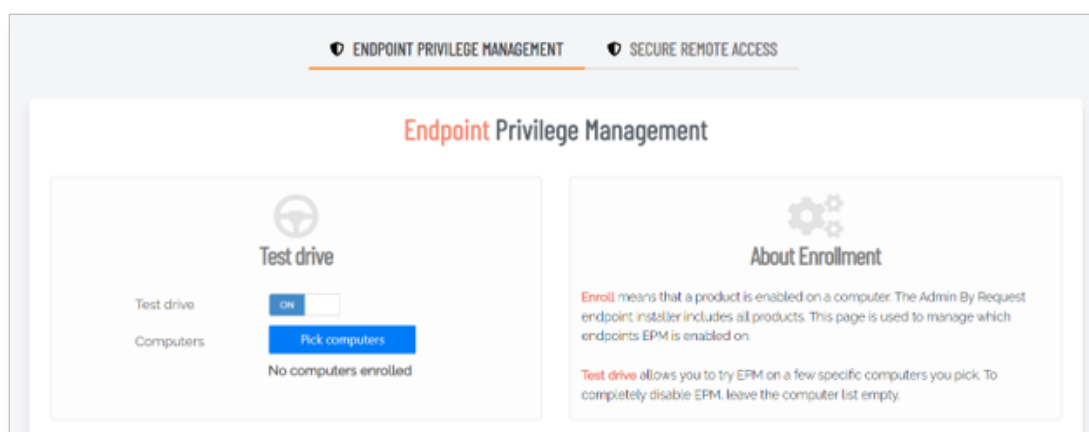 ENDPOINT PRIVILEGE MANAGEMENT
SECURE REMOTE ACCESS
Endpoint Privilege Management
Test drive
Test drive
ON
Computers
Pick computers
No computers enrolled
About Enrollment
Enroll means that a product is enabled on a computer. The Admin By Request
endpoint installer includes all products. This page is used to manage which
endpoints EPM is enabled on.
Test drive allows you to try EPM on a few specific computers you pick. To
completely disable EPM, leave the computer list empty.